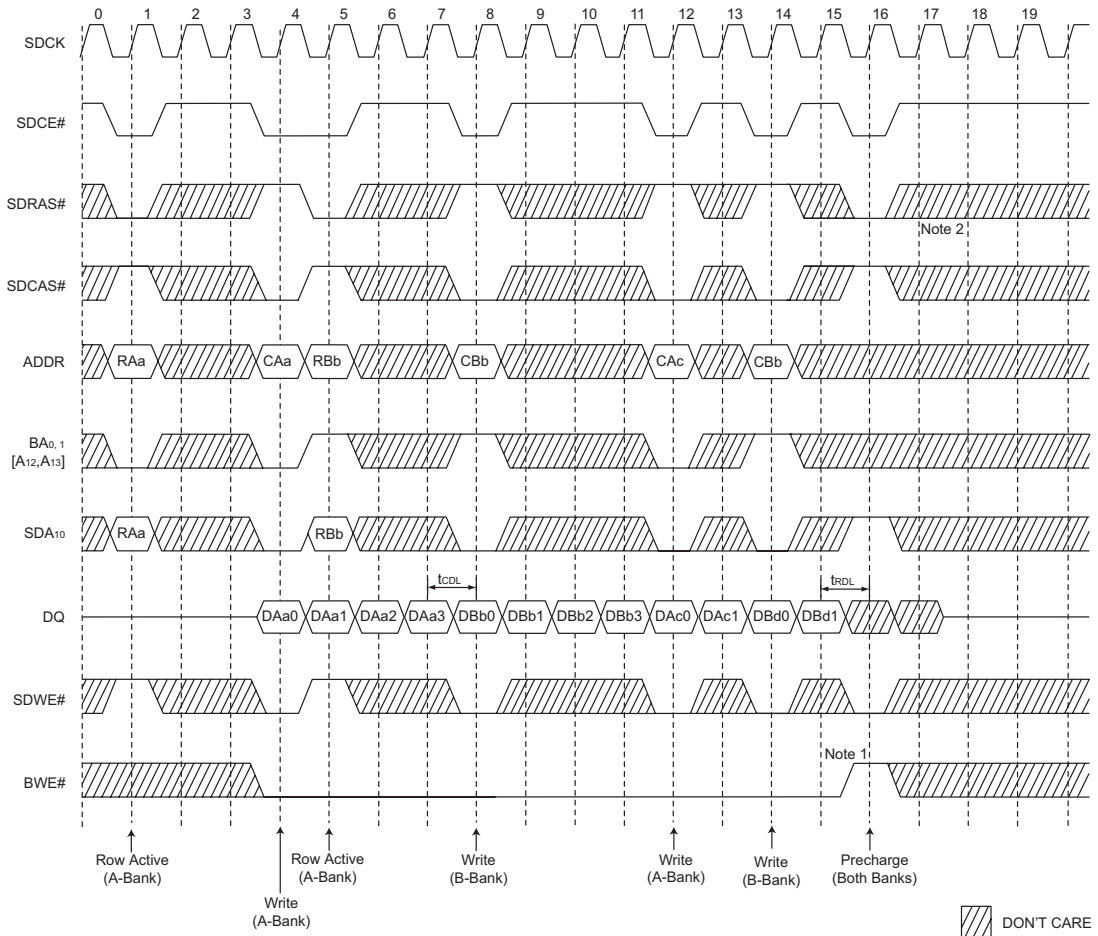 0 1 2 3 4 5 6 7 8 9 10 11 12 13 14 15 16 17 18 19
SDCK
SDCE#
SDRAS#
Note 2
SDCAS#
ADDR RAa CAa RBb CBb CAc CBb
BA0, 1
[A12,A13]
SDA10 RAa RBb
tCDL tRDL
DQ DAa0 DAa1 DAa2 DAa3 DBb0 DBb1 DBb2 DBb3 DAc0 DAc1 DBd0 DBd1
SDWE#
Note 1
BWE#
Row Active
(A-Bank)
Write
(A-Bank)
Row Active
(A-Bank)
Write
(B-Bank)
Write
(A-Bank)
Write
(B-Bank)
Precharge
(Both Banks)
DON'T CARE